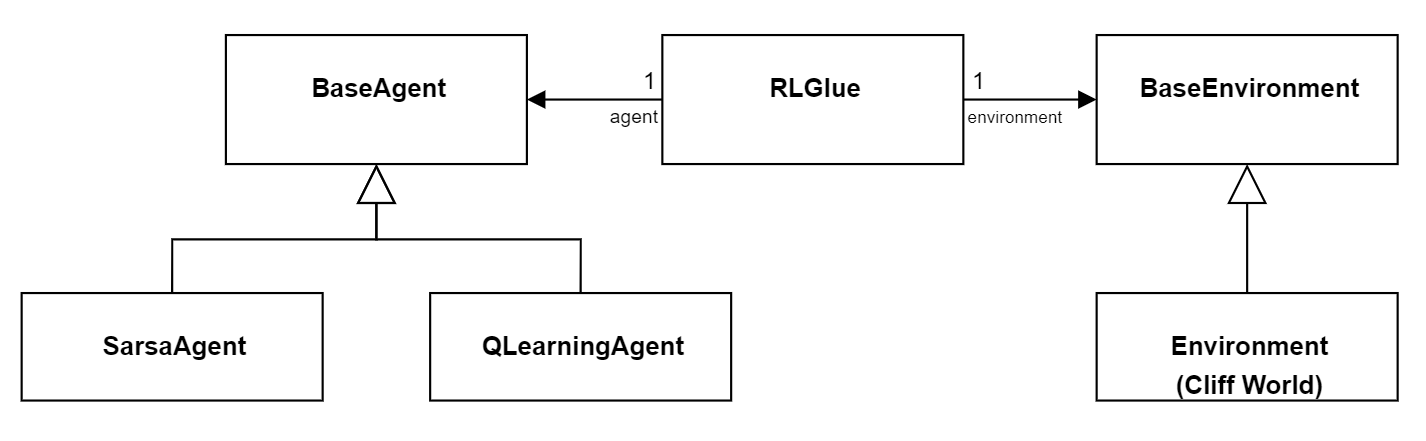 BaseAgent
1
agent
RLGlue
1
environment
BaseEnvironment
SarsaAgent
QLearningAgent
Environment
(Cliff World)